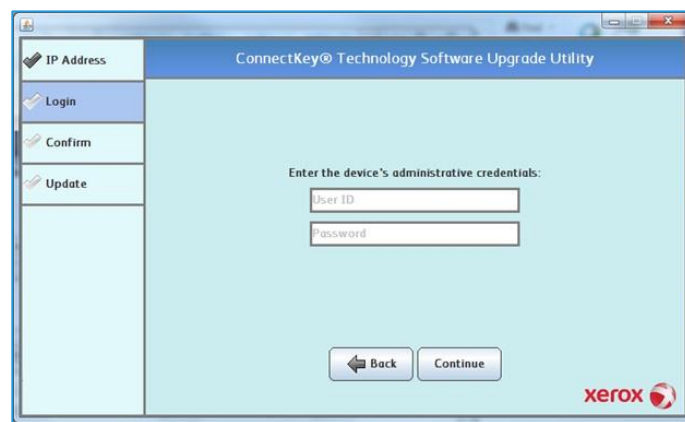 IP Address
ConnectKey® Technology Software Upgrade Utility
Login
Confirm
Update
Enter the device's administrative credentials:
User ID
Password
Back
Continue
xerox